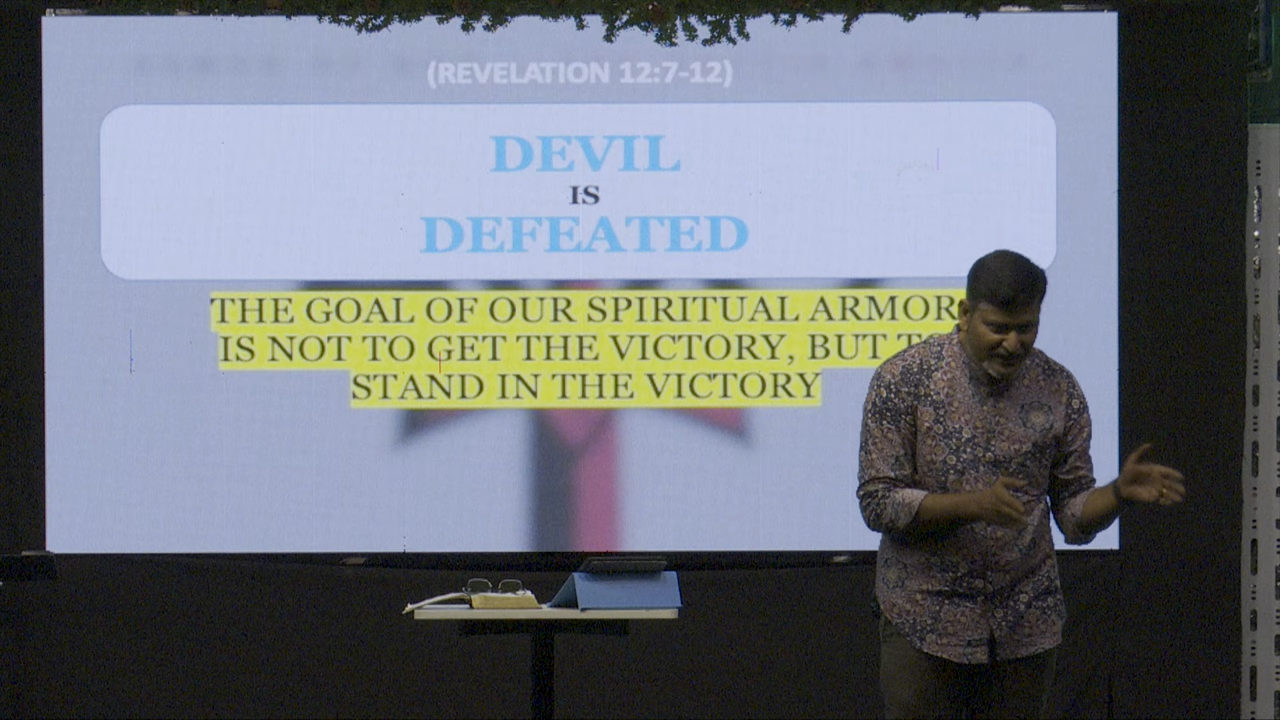 (REVELATION 12:7-12)
DEVIL
IS
DEFEATED
THE GOAL OF OUR SPIRITUAL ARMOR
IS NOT TO GET THE VICTORY, BUT
STAND IN THE VICTORY